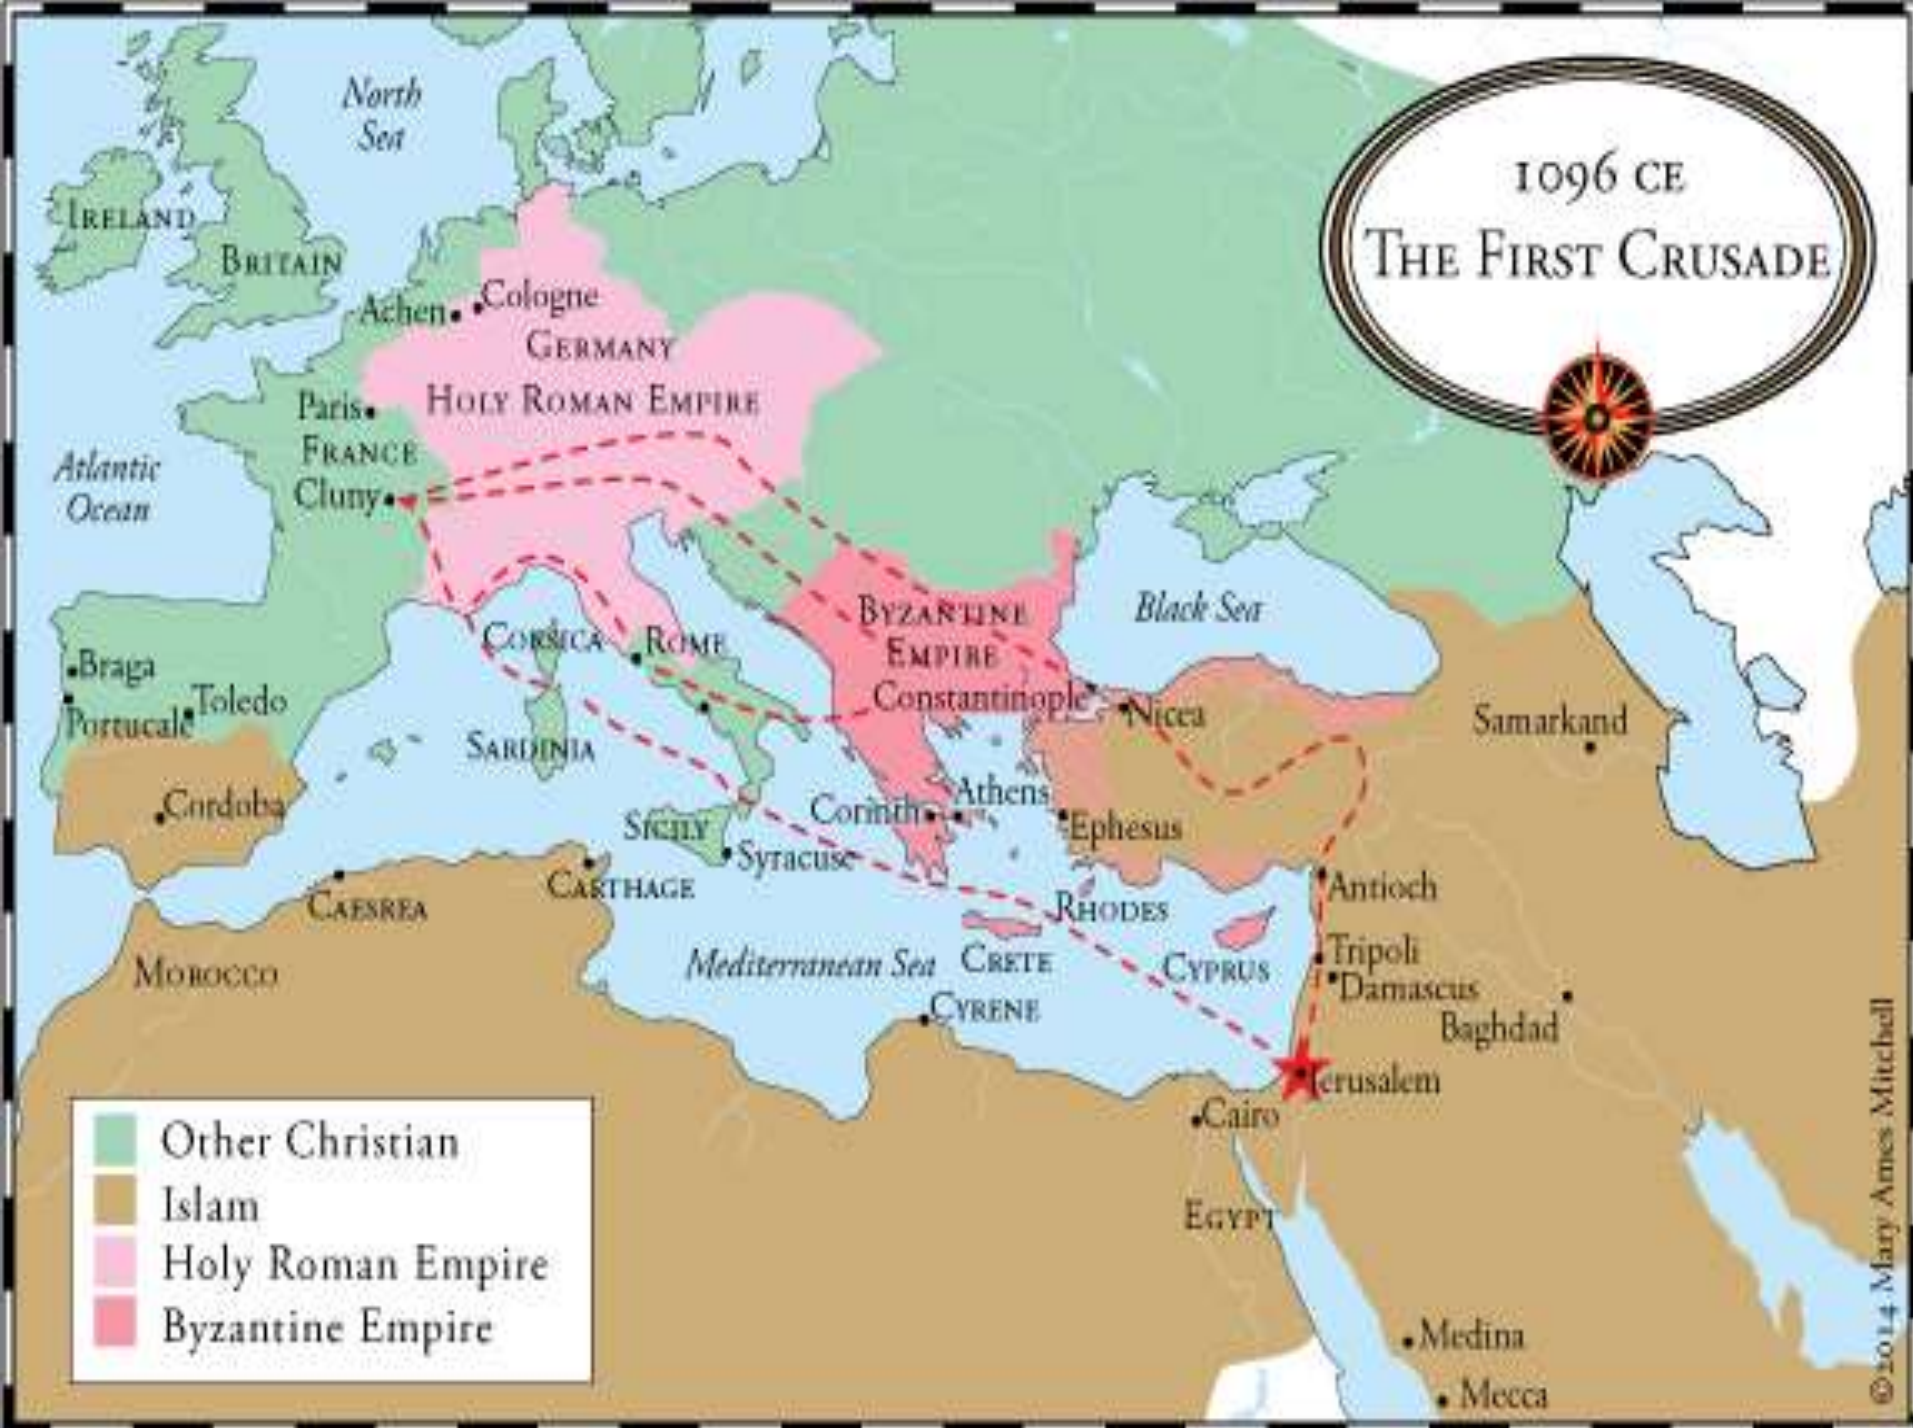 1096 CE
THE FIRST CRUSADE
North
Sea
IRELAND
BRITAIN
Achen
Cologne
GERMANY
HOLY ROMAN EMPIRE
Paris
FRANCE
Cluny
Atlantic
Ocean
Black Sea
BYZANTINE
EMPIRE
Constantinople
Nicea
CORSICA
ROME
Braga
Toledo
Portucale
Samarkand
SARDINIA
Cordoba
SICILY
Syracuse
Corinth
Athens
Ephesus
CARTHAGE
CAESREA
Antioch
RHODES
MOROCCO
Mediterranean Sea
CRETE
CYPRUS
Tripoli
Damascus
CYRENE
Baghdad
Jerusalem
Cairo
EGYPT
Medina
Mecca
Other Christian
Islam
Holy Roman Empire
Byzantine Empire
©2014 Mary Ames Mitchell